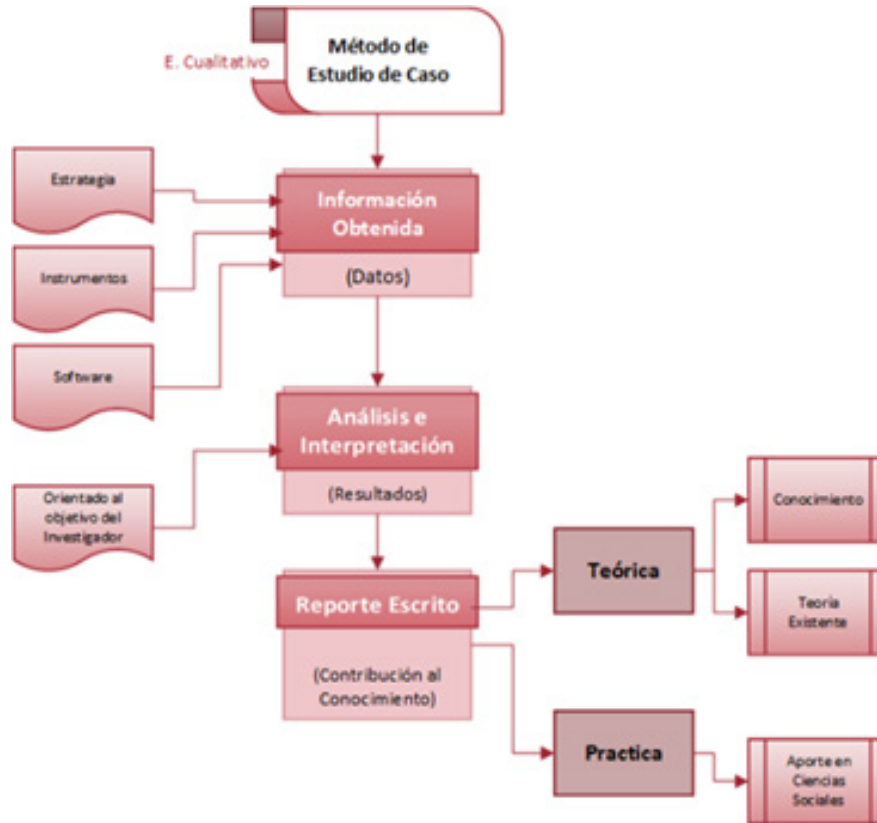 Método de
Estudio de Caso
E. Cualitativo
Estrategia
Información
Obtenida
(Datos)
Instrumentos
Software
Análisis e
Interpretación
(Resultados)
Orientado al
objetivo del
Investigador
Reporte Escrito
(Contribución al
Conocimiento)
Teórica
Conocimiento
Teoría
Existente
Practica
Aporte en
Ciencias
Sociales